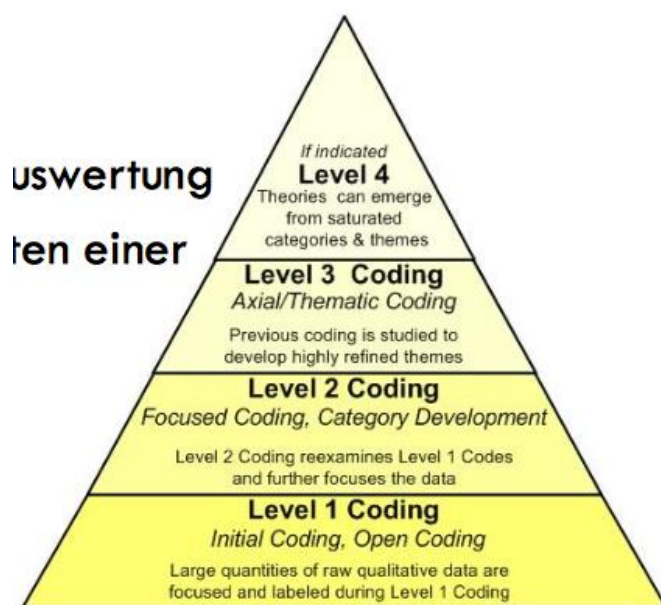 uswertung
ten einer
If indicated
Level 4
Theories can emerge
from saturated
categories & themes
Level 3 Coding
Axial/Thematic Coding
Previous coding is studied to
develop highly refined themes
Level 2 Coding
Focused Coding, Category Development
Level 2 Coding reexamines Level 1 Codes
and further focuses the data
Level 1 Coding
Initial Coding, Open Coding
Large quantities of raw qualitative data are
focused and labeled during Level 1 Coding